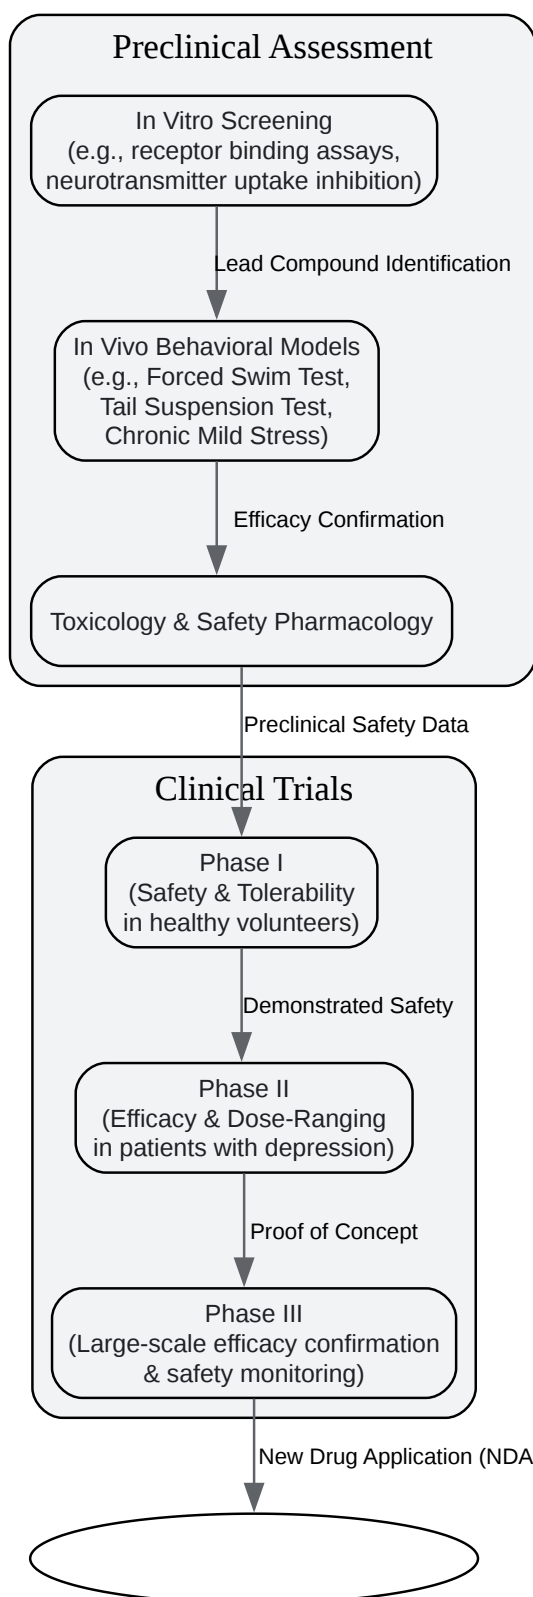 Preclinical Assessment
In Vitro Screening
(e.g., receptor binding assays,
neurotransmitter uptake inhibition)
Lead Compound Identification
In Vivo Behavioral Models
(e.g., Forced Swim Test,
Tail Suspension Test,
Chronic Mild Stress)
Efficacy Confirmation
Toxicology & Safety Pharmacology
Preclinical Safety Data
Clinical Trials
Phase I
(Safety & Tolerability
in healthy volunteers)
Demonstrated Safety
Phase II
(Efficacy & Dose-Ranging
in patients with depression)
Proof of Concept
Phase III
(Large-scale efficacy confirmation
& safety monitoring)
New Drug Application (NDA